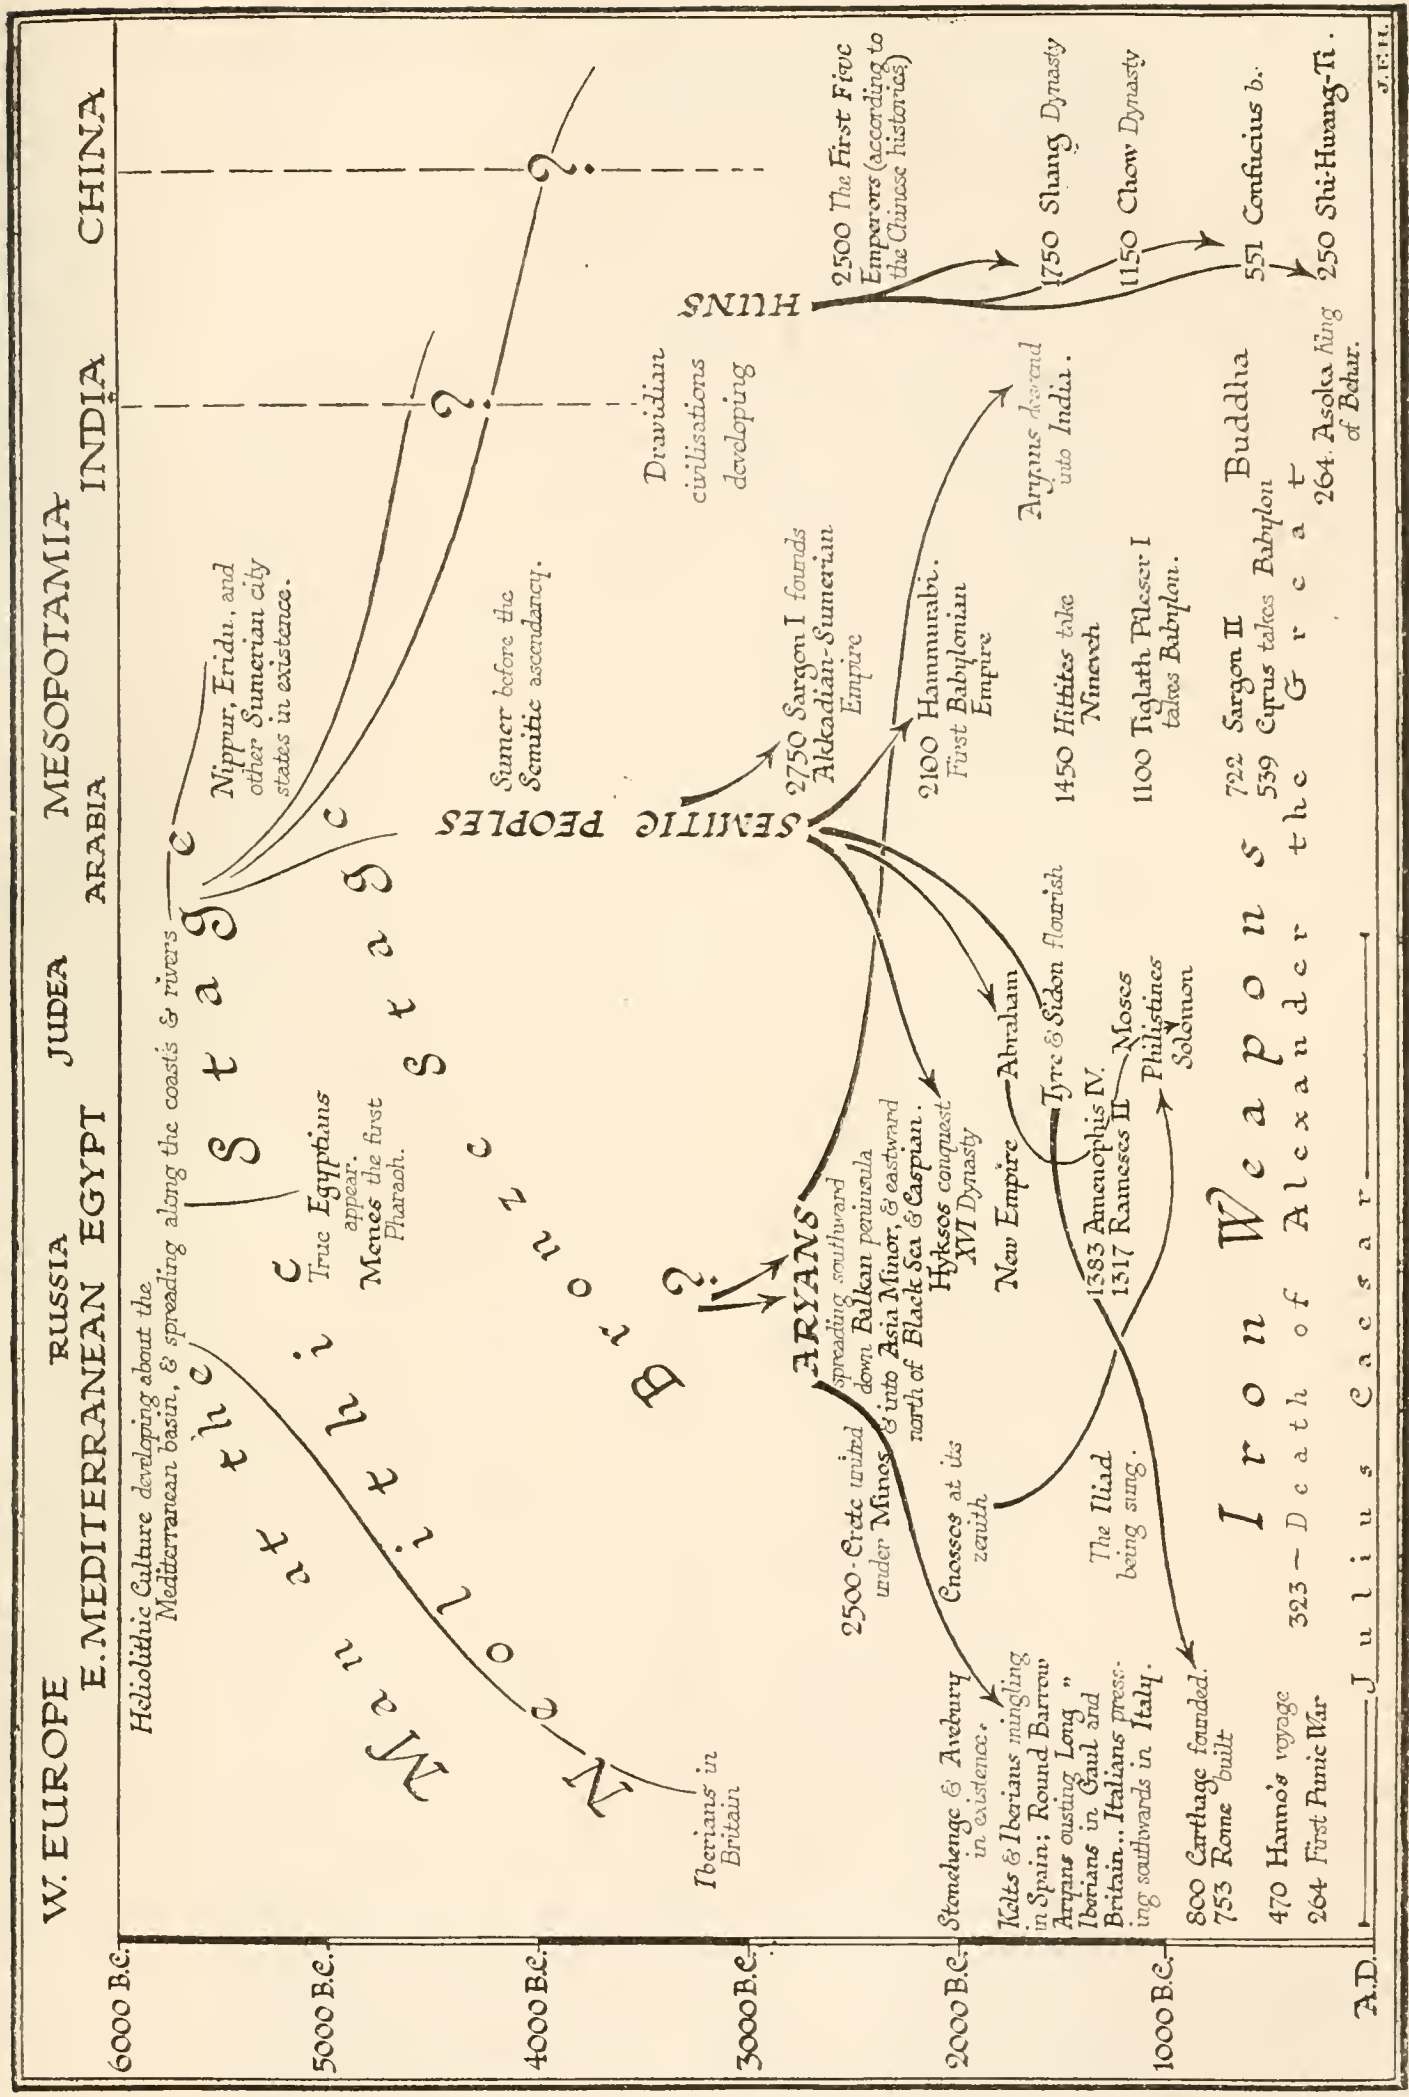 W. EUROPE
RUSSIA
JUDEA
MESOPOTAMIA
E. MEDITERRANEAN EGYPT
ARABIA
INDIA
CHINA
6000 B.C.
Heliolithic Culture developing about the
Mediterranean basin, & spreading along the coasts & rivers
Man at the
Neolithic Stage
Nippur, Eridu, and
other Sumerian city
states in existence.
5000 B.C.
True Egyptians
appear.
Menes the first
Pharaoh.
Bronze Stage
?
?
4000 B.C.
Sumer before the
Semitic ascendancy.
SEMITIC PEOPLES
Iberians in
Britain
?
Dravidian
civilisations
developing
HUNS
3000 B.C.
ARYANS
spreading southward
down Balkan peninsula
& into Asia Minor, & eastward
north of Black Sea & Caspian.
2750 Sargon I founds
Akkadian-Sumerian
Empire
2500 The First Five
Emperors (according to
the Chinese histories)
2500-Crete united
under Minos
2100 Hammurabi.
First Babylonian
Empire
2000 B.C.
Stonehenge & Avebury
in existence.
Cnossos at its
zenith
Hyksos conquest
XVI Dynasty
New Empire
Abraham
Aryans descend
into India.
1750 Shang Dynasty
Kelts & Iberians mingling
in Spain; Round Barrow
Aryans ousting Long "
Iberians in Gaul and
Britain.. Italians press-
ing southwards in Italy.
Tyre & Sidon flourish
1450 Hittites take
Nineveh
1383 Amenophis IV.
1317 Rameses II
Moses
Philistines
Solomon
The Iliad
being sung.
1100 Tiglath Pileser I
takes Babylon.
1150 Chow Dynasty
1000 B.C.
800 Carthage founded.
753 Rome built
Iron Weapons
722 Sargon II
539 Cyrus takes Babylon
Buddha
551 Confucius b.
470 Hanno's voyage
264 First Punic War
323 — Death of Alexander the Great
264. Asoka King
of Behar.
250 Shi-Hwang-Ti.
Julius Caesar
A.D.
J.F.H.